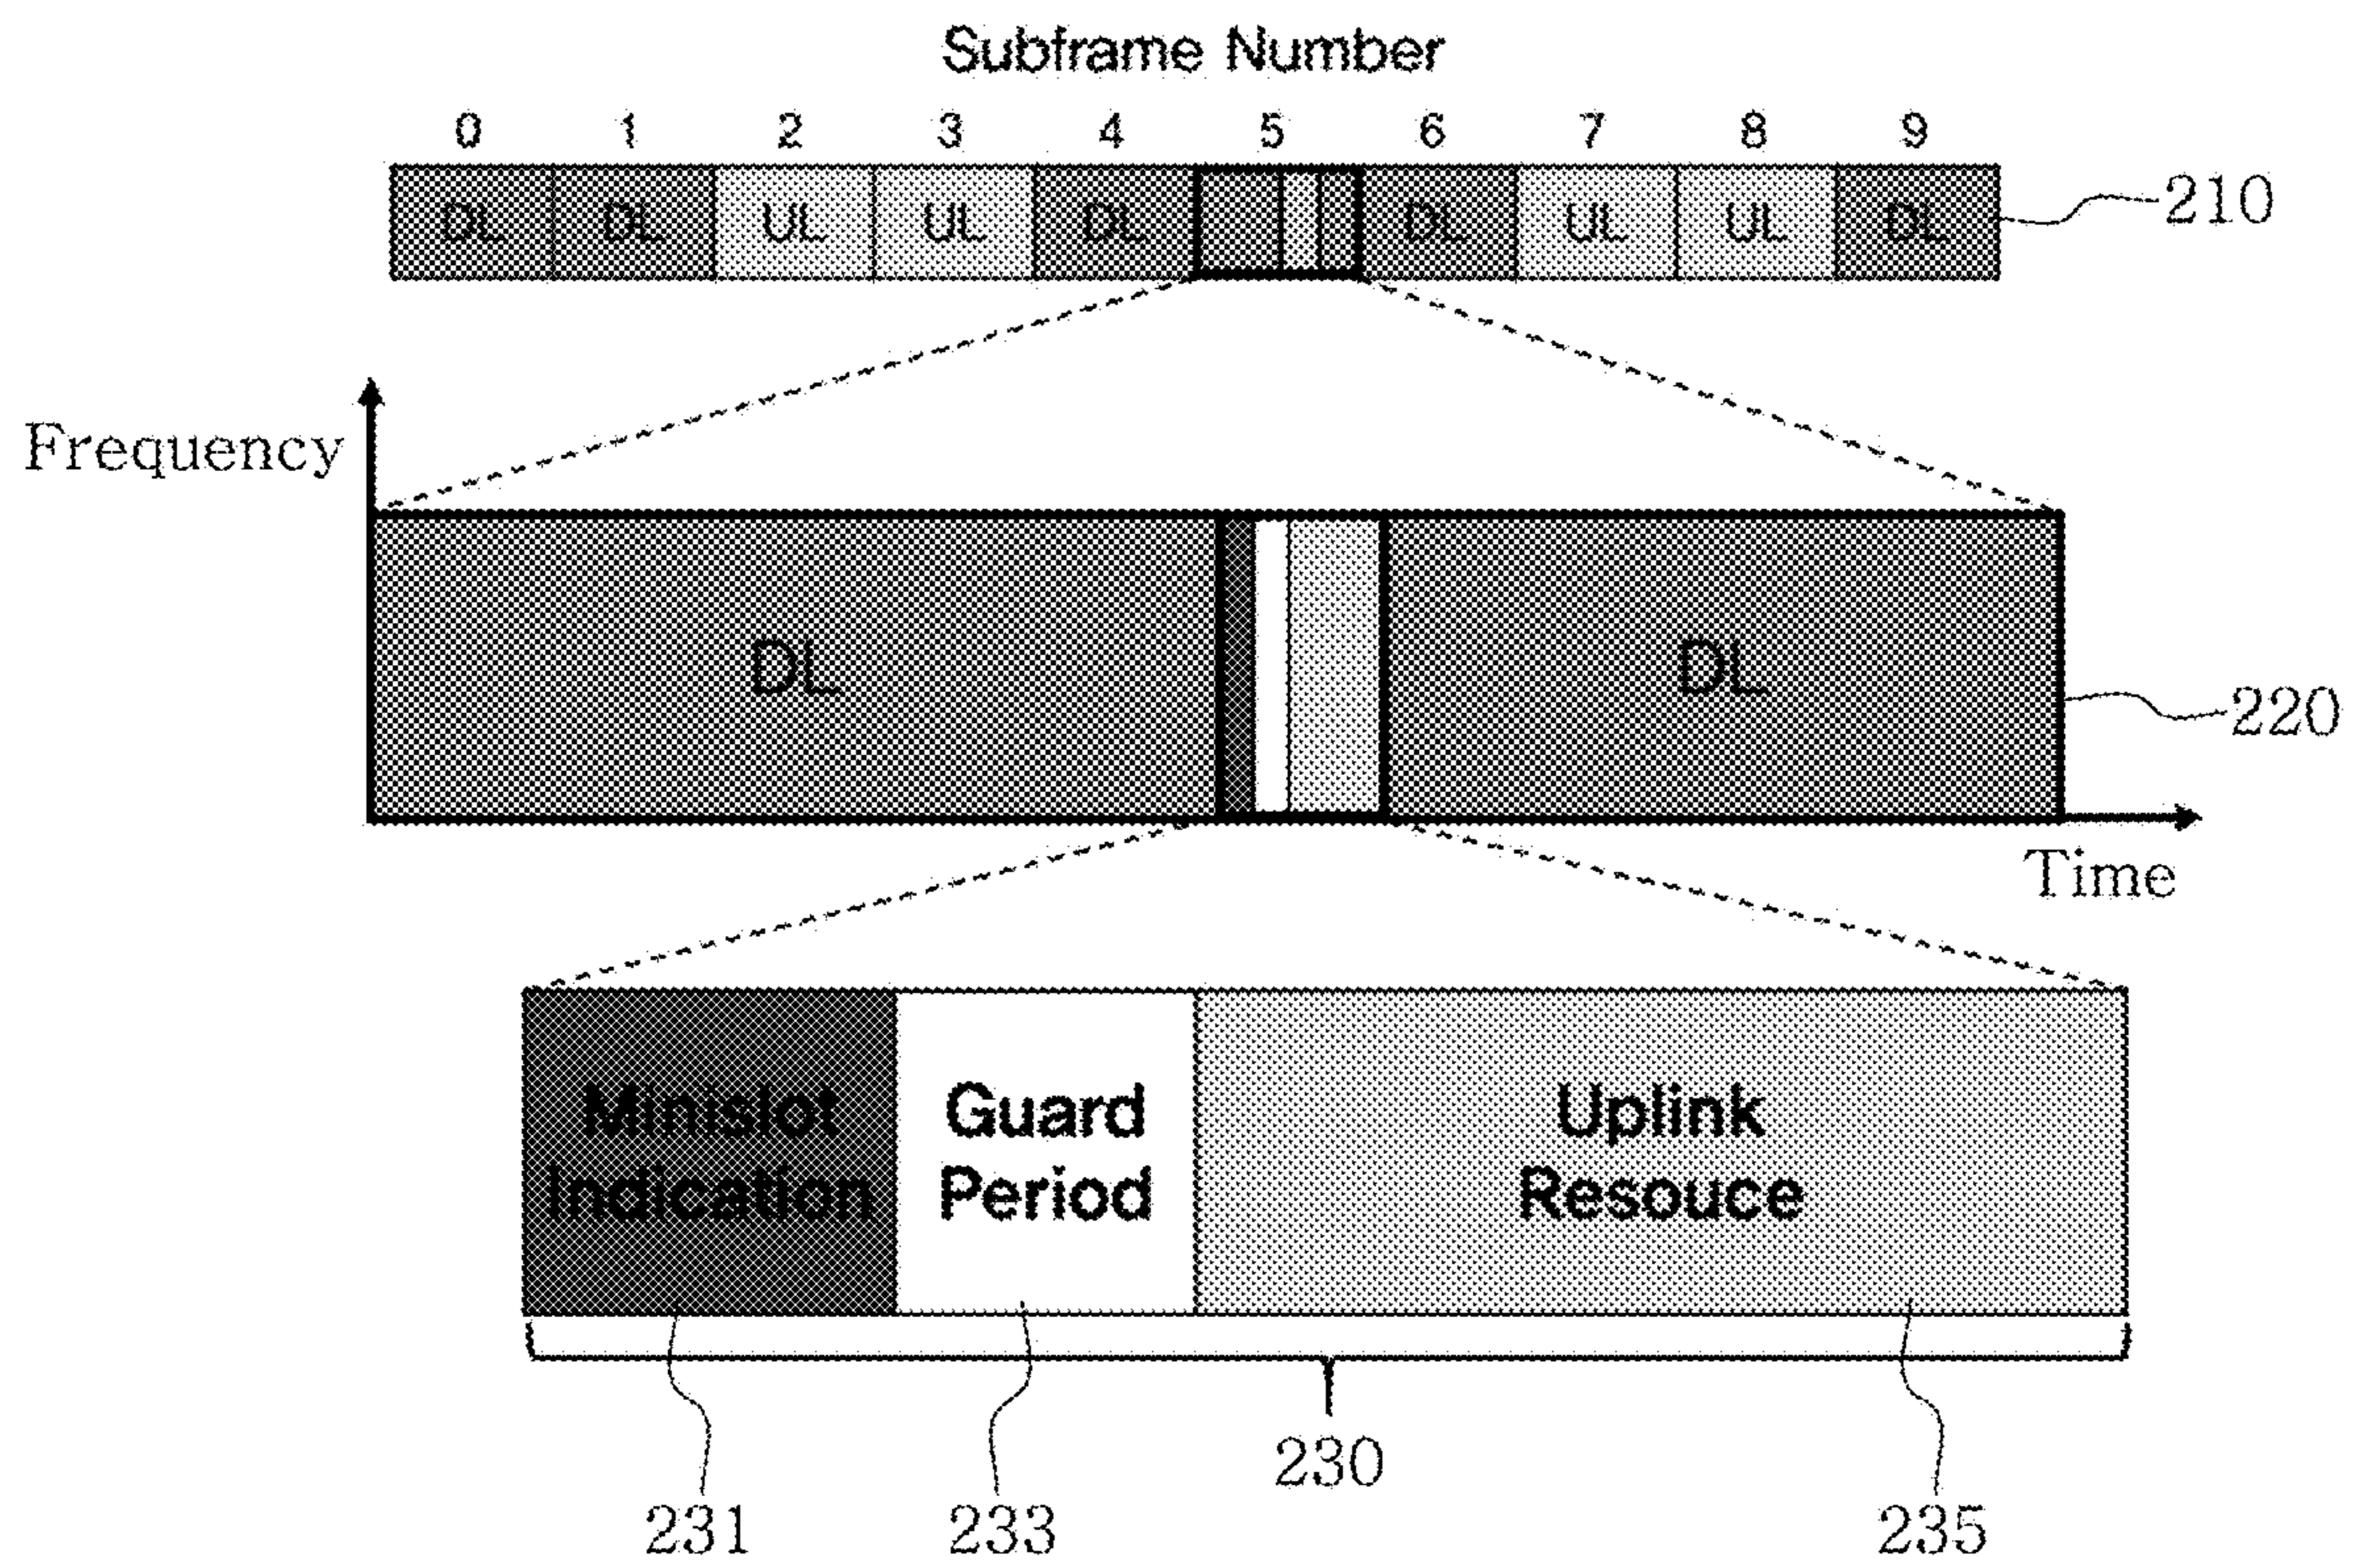 Subframe Number
0 1 2 3 4 5 6 7 8 9
DL DL UL UL DL DL UL UL DL
210
Frequency
DL DL
220
Time
Minislot Guard Uplink
Indication Period Resouce
230
231 233 235